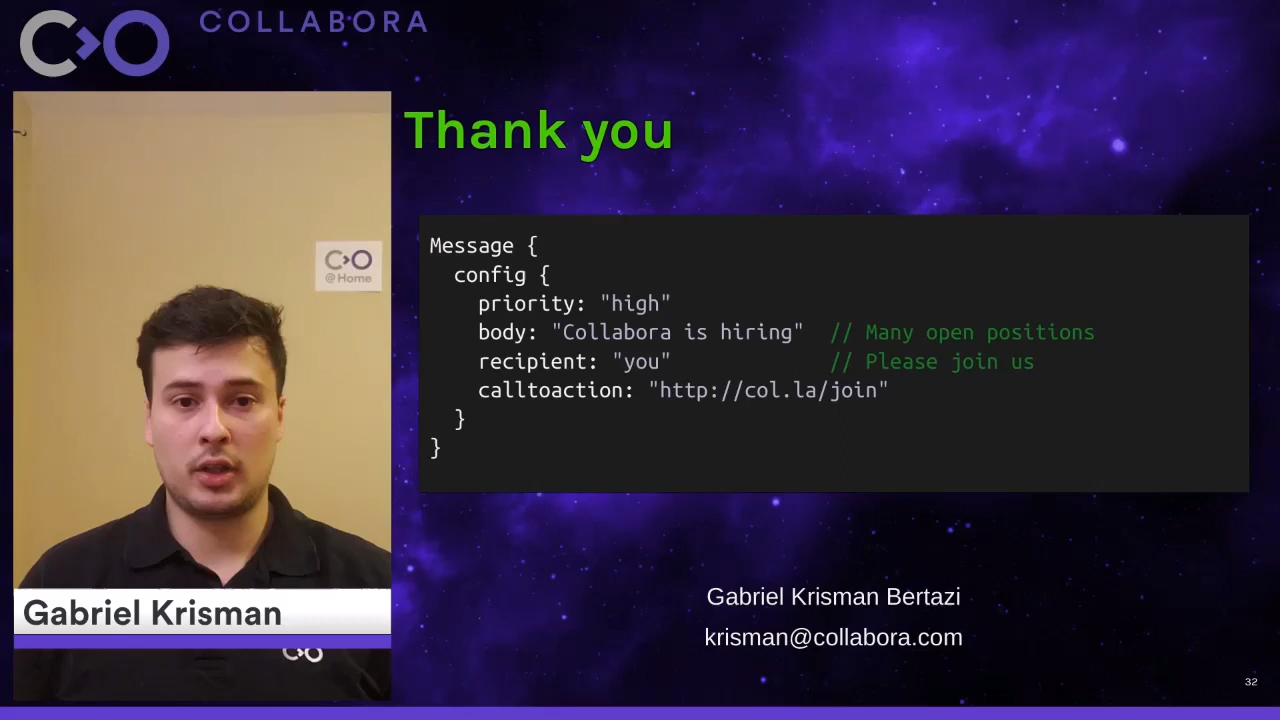 COLLABORA
Thank you
@Home
Message {
config {
priority: "high"
body: "Collabora is hiring" // Many open positions
recipient: "you" // Please join us
calltoaction: "http://col.la/join"
}
}
Gabriel Krisman
Gabriel Krisman Bertazi
krisman@collabora.com
32